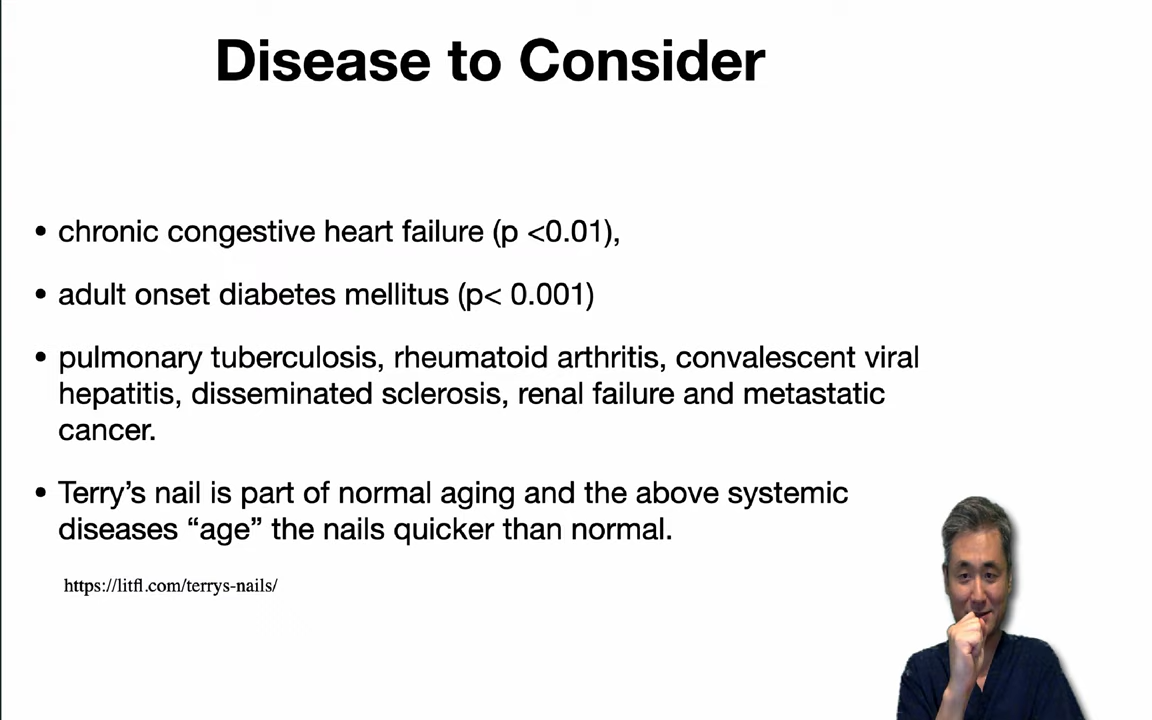 Disease to Consider
• chronic congestive heart failure (p <0.01),
• adult onset diabetes mellitus (p< 0.001)
• pulmonary tuberculosis, rheumatoid arthritis, convalescent viral
hepatitis, disseminated sclerosis, renal failure and metastatic
cancer.
• Terry’s nail is part of normal aging and the above systemic
diseases “age” the nails quicker than normal.
https://litfl.com/terrys-nails/